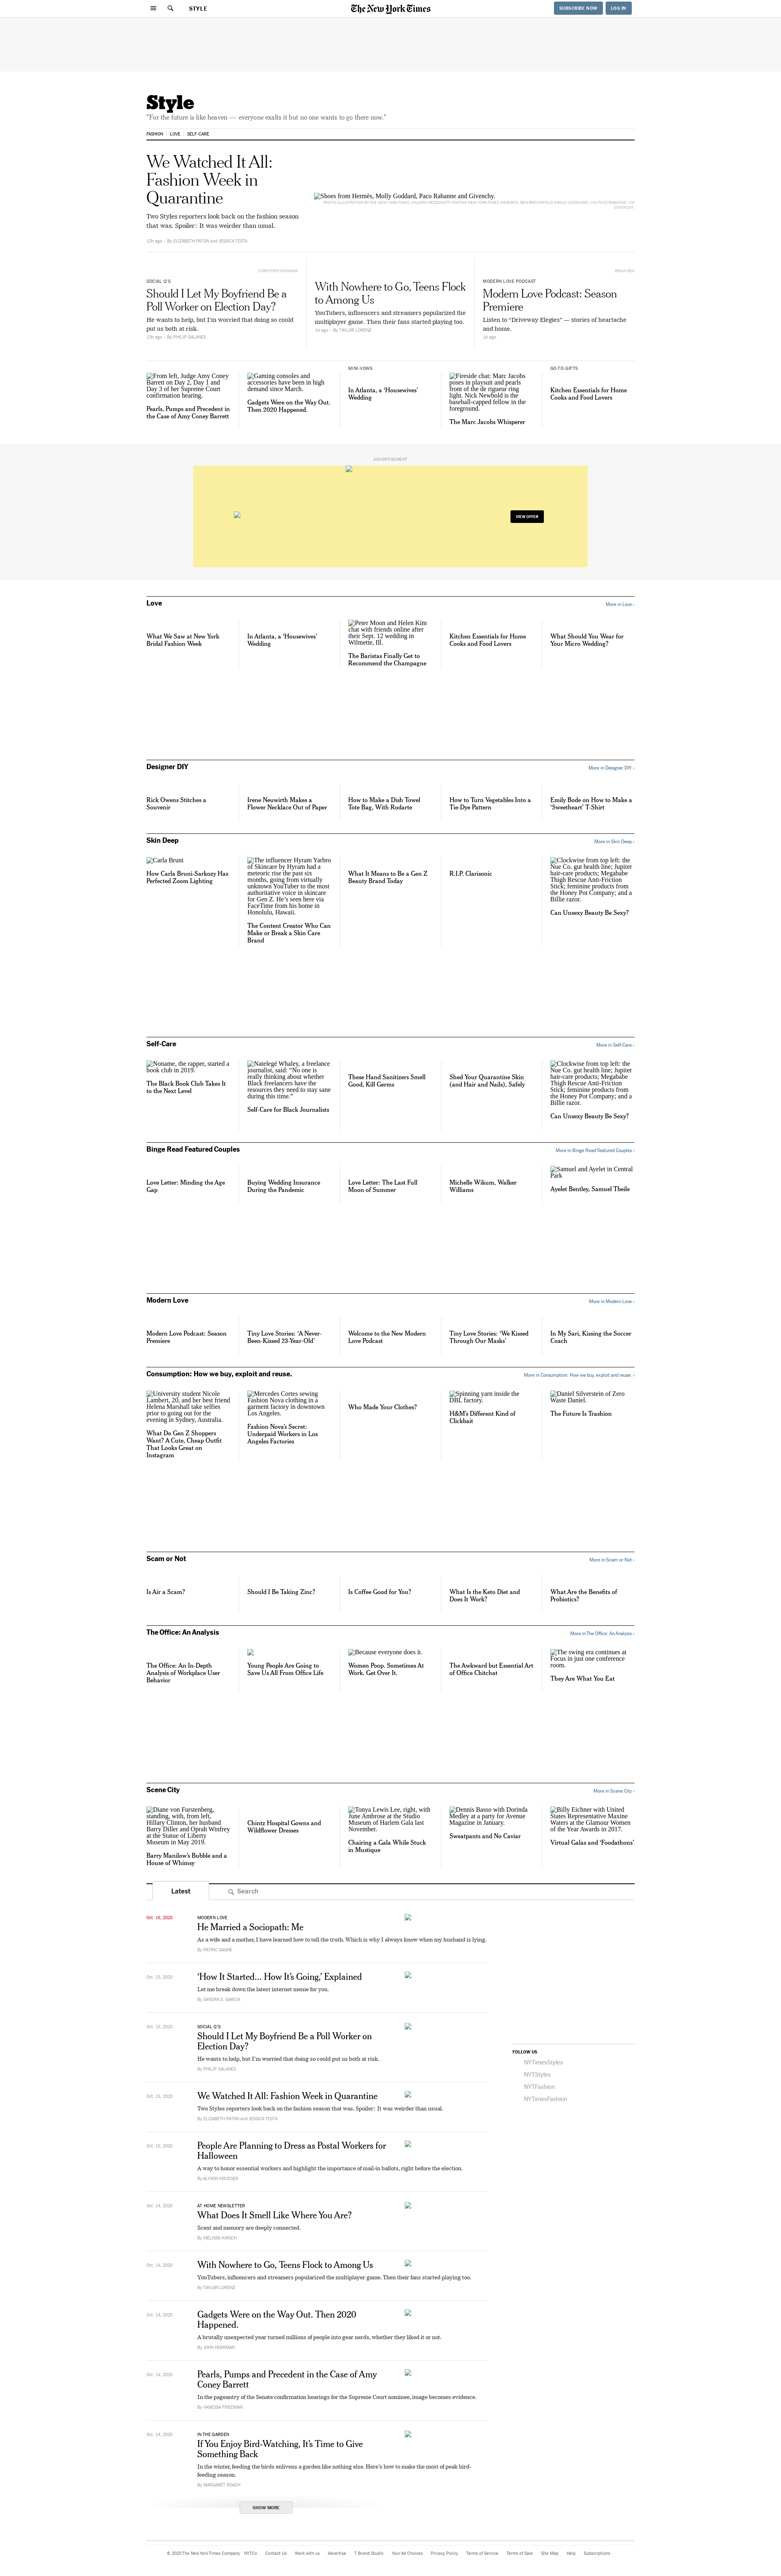 STYLE
The New York Times
SUBSCRIBE NOW
LOG IN
Style
"For the future is like heaven — everyone exalts it but no one wants to go there now."
FASHION
LOVE
SELF-CARE
We Watched It All:
Fashion Week in
Quarantine
Two Styles reporters look back on the fashion season
that was. Spoiler: It was weirder than usual.
12h ago · By ELIZABETH PATON and JESSICA TESTA
Shoes from Hermès, Molly Goddard, Paco Rabanne and Givenchy.
SOCIAL Q'S
Should I Let My Boyfriend Be a
Poll Worker on Election Day?
He wants to help, but I'm worried that doing so could
put us both at risk.
13h ago · By PHILIP GALANES
With Nowhere to Go, Teens Flock
to Among Us
YouTubers, influencers and streamers popularized the
multiplayer game. Then their fans started playing too.
1d ago · By TAYLOR LORENZ
MODERN LOVE PODCAST
Modern Love Podcast: Season
Premiere
Listen to "Driveway Elegies" — stories of heartache
and home.
1d ago
From left, Judge Amy Coney
Barrett on Day 2, Day 1 and
Day 3 of her Supreme Court
confirmation hearing.
Pearls, Pumps and Precedent in
the Case of Amy Coney Barrett
Gaming consoles and
accessories have been in high
demand since March.
Gadgets Were on the Way Out.
Then 2020 Happened.
MINI-VOWS
In Atlanta, a 'Housewives'
Wedding
Fireside chat: Marc Jacobs
poses in playsuit and pearls
front of the de rigueur ring
light. Nick Newbold is the
baseball-capped fellow in the
foreground.
The Marc Jacobs Whisperer
GO-TO-GIFTS
Kitchen Essentials for Home
Cooks and Food Lovers
ADVERTISEMENT
VIEW OFFER
Love
More in Love ›
What We Saw at New York
Bridal Fashion Week
In Atlanta, a 'Housewives'
Wedding
Peter Moon and Helen Kim
chat with friends online after
their Sept. 12 wedding in
Wilmette, Ill.
The Baristas Finally Get to
Recommend the Champagne
Kitchen Essentials for Home
Cooks and Food Lovers
What Should You Wear for
Your Micro Wedding?
Designer DIY
More in Designer DIY ›
Rick Owens Stitches a
Souvenir
Irene Neuwirth Makes a
Flower Necklace Out of Paper
How to Make a Dish Towel
Tote Bag, With Rodarte
How to Turn Vegetables Into a
Tie-Dye Pattern
Emily Bode on How to Make a
'Sweetheart' T-Shirt
Skin Deep
More in Skin Deep ›
Carla Bruni
How Carla Bruni-Sarkozy Has
Perfected Zoom Lighting
The influencer Hyram Yarbro
of Skincare by Hyram had a
meteoric rise the past six
months, going from virtually
unknown YouTuber to the most
authoritative voice in skincare
for Gen Z. He's seen here via
FaceTime from his home in
Honolulu, Hawaii.
The Content Creator Who Can
Make or Break a Skin Care
Brand
What It Means to Be a Gen Z
Beauty Brand Today
R.I.P. Clarisonic
Clockwise from top left: the
Nue Co. gut health line; Jupiter
hair-care products; Megababe
Thigh Rescue Anti-Friction
Stick; feminine products from
the Honey Pot Company; and a
Billie razor.
Can Unsexy Beauty Be Sexy?
Self-Care
More in Self-Care ›
Noname, the rapper, started a
book club in 2019.
The Black Book Club Takes It
to the Next Level
Natelegé Whaley, a freelance
journalist, said: "No one is
really thinking about whether
Black freelancers have the
resources they need to stay sane
during this time."
Self-Care for Black Journalists
These Hand Sanitizers Smell
Good, Kill Germs
Shed Your Quarantine Skin
(and Hair and Nails), Safely
Clockwise from top left: the
Nue Co. gut health line; Jupiter
hair-care products; Megababe
Thigh Rescue Anti-Friction
Stick; feminine products from
the Honey Pot Company; and a
Billie razor.
Can Unsexy Beauty Be Sexy?
Binge Read Featured Couples
More in Binge Read Featured Couples ›
Love Letter: Minding the Age
Gap
Buying Wedding Insurance
During the Pandemic
Love Letter: The Last Full
Moon of Summer
Michelle Wikum, Walker
Williams
Samuel and Ayelet in Central
Park
Ayelet Bentley, Samuel Tbeile
Modern Love
More in Modern Love ›
Modern Love Podcast: Season
Premiere
Tiny Love Stories: 'A Never-
Been-Kissed 23-Year-Old'
Welcome to the New Modern
Love Podcast
Tiny Love Stories: 'We Kissed
Through Our Masks'
In My Sari, Kissing the Soccer
Coach
Consumption: How we buy, exploit and reuse.
More in Consumption: How we buy, exploit and reuse. ›
University student Nicole
Lambert, 20, and her best friend
Helena Marshall take selfies
prior to going out for the
evening in Sydney, Australia.
What Do Gen Z Shoppers
Want? A Cute, Cheap Outfit
That Looks Great on
Instagram
Mercedes Cortes sewing
Fashion Nova clothing in a
garment factory in downtown
Los Angeles.
Fashion Nova's Secret:
Underpaid Workers in Los
Angeles Factories
Who Made Your Clothes?
Spinning yarn inside the
DBL factory.
H&M's Different Kind of
Clickbait
Daniel Silverstein of Zero
Waste Daniel.
The Future Is Trashion
Scam or Not
More in Scam or Not ›
Is Air a Scam?
Should I Be Taking Zinc?
Is Coffee Good for You?
What Is the Keto Diet and
Does It Work?
What Are the Benefits of
Probiotics?
The Office: An Analysis
More in The Office: An Analysis ›
The Office: An In-Depth
Analysis of Workplace User
Behavior
Young People Are Going to
Save Us All From Office Life
Because everyone does it.
Women Poop. Sometimes At
Work. Get Over It.
The Awkward but Essential Art
of Office Chitchat
The swing era continues at
Focus in just one conference
room.
They Are What You Eat
Scene City
More in Scene City ›
Diane von Furstenberg,
standing, with, from left,
Hillary Clinton, her husband
Barry Diller and Oprah Winfrey
at the Statue of Liberty
Museum in May 2019.
Barry Manilow's Bubble and a
House of Whimsy
Chintz Hospital Gowns and
Wildflower Dresses
Tonya Lewis Lee, right, with
June Ambrose at the Studio
Museum of Harlem Gala last
November.
Chairing a Gala While Stuck
in Mustique
Dennis Basso with Dorinda
Medley at a party for Avenue
Magazine in January.
Sweatpants and No Caviar
Billy Eichner with United
States Representative Maxine
Waters at the Glamour Women
of the Year Awards in 2017.
Virtual Galas and 'Foodathons'
Latest
Search
Oct. 16, 2020
MODERN LOVE
He Married a Sociopath: Me
As a wife and a mother, I have learned how to tell the truth. Which is why I always know when my husband is lying.
By PATRIC GAGNE
Oct. 15, 2020
'How It Started... How It's Going,' Explained
Let me break down the latest internet meme for you.
By SANDRA E. GARCIA
Oct. 15, 2020
SOCIAL Q'S
Should I Let My Boyfriend Be a Poll Worker on
Election Day?
He wants to help, but I'm worried that doing so could put us both at risk.
By PHILIP GALANES
Oct. 15, 2020
We Watched It All: Fashion Week in Quarantine
Two Styles reporters look back on the fashion season that was. Spoiler: It was weirder than usual.
By ELIZABETH PATON and JESSICA TESTA
Oct. 15, 2020
People Are Planning to Dress as Postal Workers for
Halloween
A way to honor essential workers and highlight the importance of mail-in ballots, right before the election.
By ALYSON KRUEGER
Oct. 14, 2020
AT HOME NEWSLETTER
What Does It Smell Like Where You Are?
Scent and memory are deeply connected.
By MELISSA KIRSCH
Oct. 14, 2020
With Nowhere to Go, Teens Flock to Among Us
YouTubers, influencers and streamers popularized the multiplayer game. Then their fans started playing too.
By TAYLOR LORENZ
Oct. 14, 2020
Gadgets Were on the Way Out. Then 2020
Happened.
A brutally unexpected year turned millions of people into gear nerds, whether they liked it or not.
By JOHN HERRMAN
Oct. 14, 2020
Pearls, Pumps and Precedent in the Case of Amy
Coney Barrett
In the pageantry of the Senate confirmation hearings for the Supreme Court nominee, image becomes evidence.
By VANESSA FRIEDMAN
Oct. 14, 2020
IN THE GARDEN
If You Enjoy Bird-Watching, It's Time to Give
Something Back
In the winter, feeding the birds enlivens a garden like nothing else. Here's how to make the most of peak bird-
feeding season.
By MARGARET ROACH
SHOW MORE
FOLLOW US
NYTimesStyles
NYTStyles
NYTFashion
NYTimesFashion
© 2020 The New York Times Company
NYTCo
Contact Us
Work with us
Advertise
T Brand Studio
Your Ad Choices
Privacy Policy
Terms of Service
Terms of Sale
Site Map
Help
Subscriptions